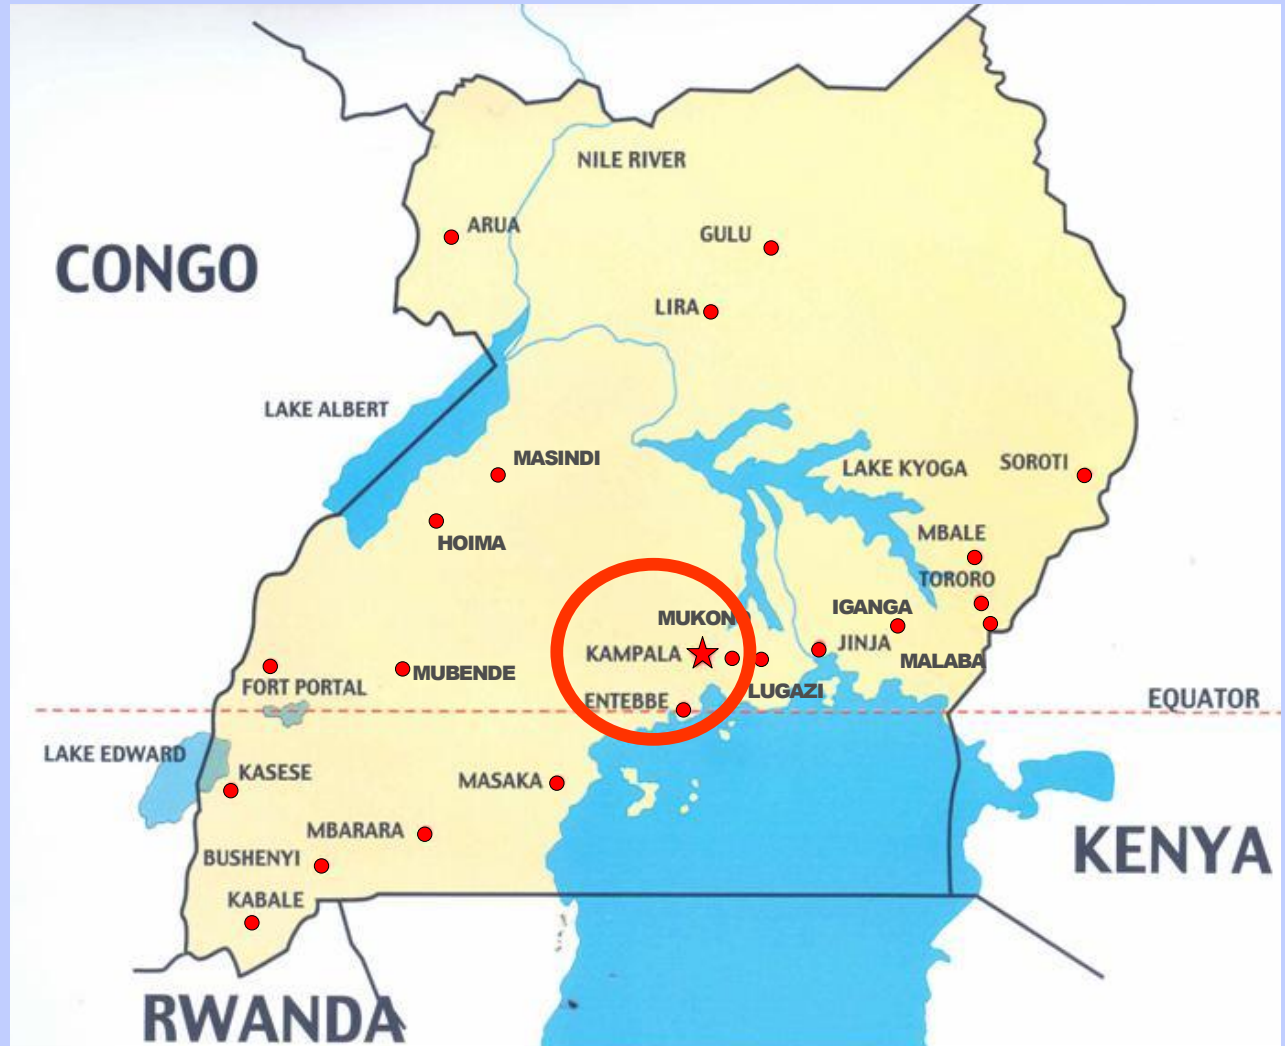 NILE RIVER
ARUA
GULU
CONGO
LIRA
LAKE ALBERT
MASINDI
LAKE KYOGA
SOROTI
HOIMA
MBALE
TORORO
IGANGA
MUKONO
JINJA
KAMPALA
MALABA
MUBENDE
FORT PORTAL
LUGAZI
ENTEBBE
EQUATOR
LAKE EDWARD
KASESE
MASAKA
MBARARA
KENYA
BUSHENYI
KABALE
RWANDA